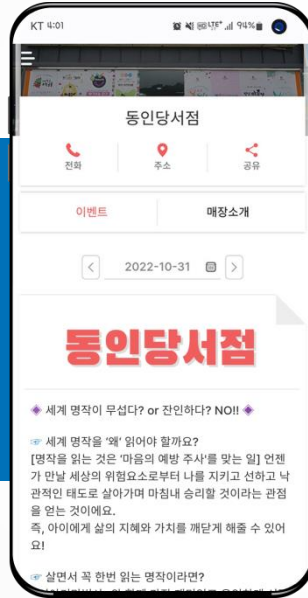 KT 4:01
LTE+ 94%
동인당서점
전화 주소 공유
이벤트 매장소개
< 2022-10-31 >
동인당서점
◈ 세계 명작이 무섭다? or 잔인하다? NO!! ◈
☞ 세계 명작을 '왜' 읽어야 할까요?
[명작을 읽는 것은 '마음의 예방 주사'를 맞는 일] 언젠
가 만날 세상의 위험요소로부터 나를 지키고 선하고 낙
관적인 태도로 살아가며 마침내 승리할 것이라는 관점
을 얻는 것이에요.
즉, 아이에게 삶의 지혜와 가치를 깨닫게 해줄 수 있어
요!
☞ 살면서 꼭 한번 읽는 명작이라면?